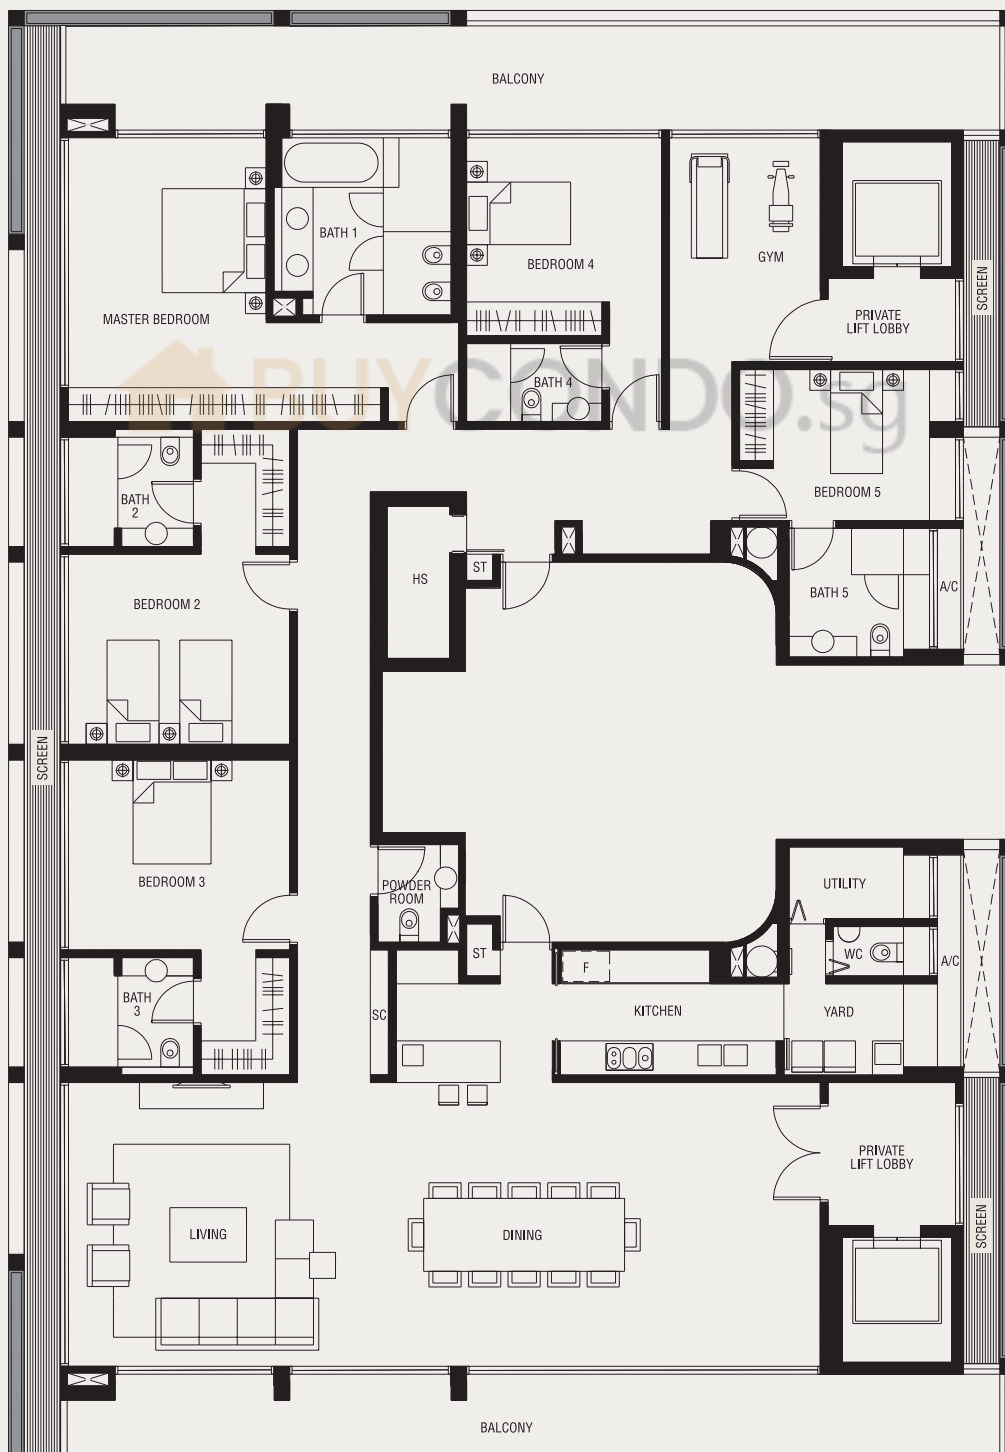 BALCONY
BATH 1
BEDROOM 4
GYM
SCREEN
MASTER BEDROOM
PRIVATE
LIFT LOBBY
BUYCONDO.sg
BATH 4
BATH
2
BEDROOM 5
HS
ST
BEDROOM 2
BATH 5
A/C
SCREEN
BEDROOM 3
POWDER
ROOM
UTILITY
ST
F
WC
A/C
BATH
3
SC
KITCHEN
YARD
PRIVATE
LIFT LOBBY
LIVING
DINING
SCREEN
BALCONY